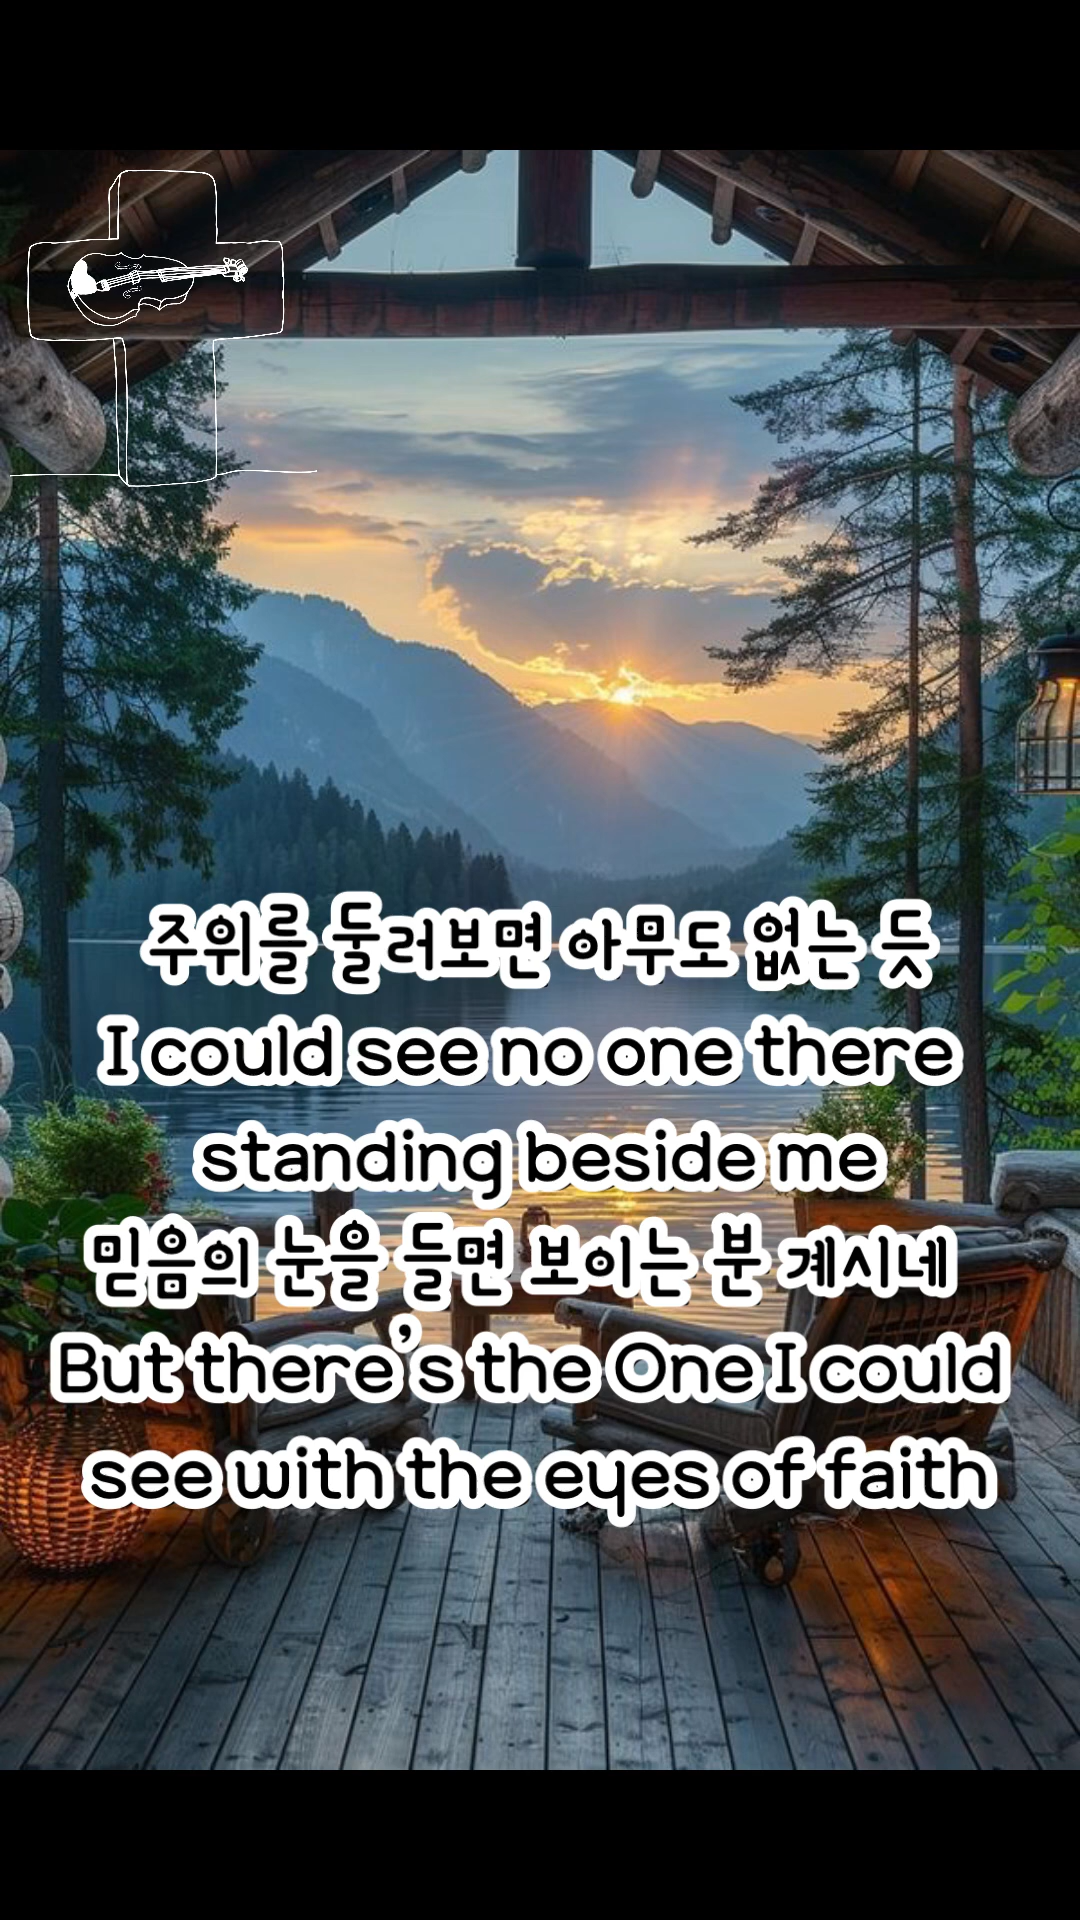 주위를 둘러보면 아무도 없는 듯
I could see no one there
standing beside me
믿음의 눈을 들면 보이는 분 계시네
But there's the One I could
see with the eyes of faith